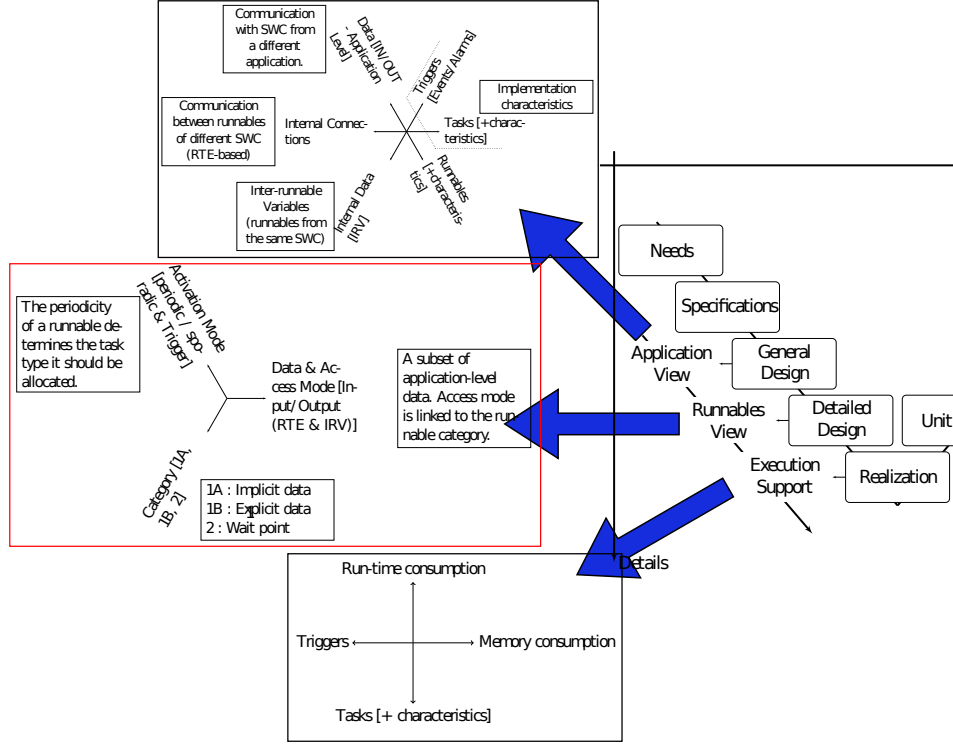 Communication
with SWC from
a different
application.
Data [IN/OUT
- Application
Level]
Triggers
[Events/Alarms]
Implementation
characteristics
Communication
between runnables
of different SWC
(RTE-based)
Internal Connec-
tions
Tasks [+charac-
teristics]
Runnables
[+characteris-
tics]
Inter-runnable
Variables
(runnables from
the same SWC)
Internal Data
[IRV]
The periodicity
of a runnable de-
termines the task
type it should be
allocated.
Activation Mode
[periodic / spo-
radic & Trigger]
Data & Ac-
cess Mode [In-
put/Output
(RTE & IRV)]
A subset of
application-level
data. Access mode
is linked to the run-
nable category.
Category [1A,
1B, 2]
1A : Implicit data
1B : Explicit data
2 : Wait point
Needs
Specifications
Application
View
General
Design
Runnables
View
Detailed
Design
Unit
Execution
Support
Realization
Details
Run-time consumption
Triggers
Memory consumption
Tasks [+ characteristics]